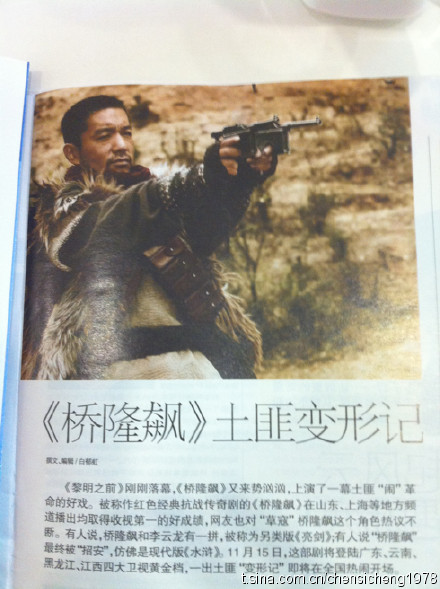 《桥隆飙》土匪变形记
撰文、编辑/白郁虹
《黎明之前》刚刚落幕,《桥隆飙》又来势汹汹,上演了一幕土匪“闹”革
命的好戏。被称作红色经典抗战传奇剧的《桥隆飙》在山东、上海等地方频
道播出均取得收视第一的好成绩,网友也对“草寇”桥隆飙这个角色热议不
断。有人说,桥隆飙和李云龙有一拼,被称为另类版《亮剑》;有人说“桥隆飙”
最终被“招安”,仿佛是现代版《水浒》。11月15日,这部剧将登陆广东、云南、
黑龙江、江西四大卫视黄金档,一出土匪“变形记”即将在全国热闹开场。
t.sina.com.cn/chensicheng1978